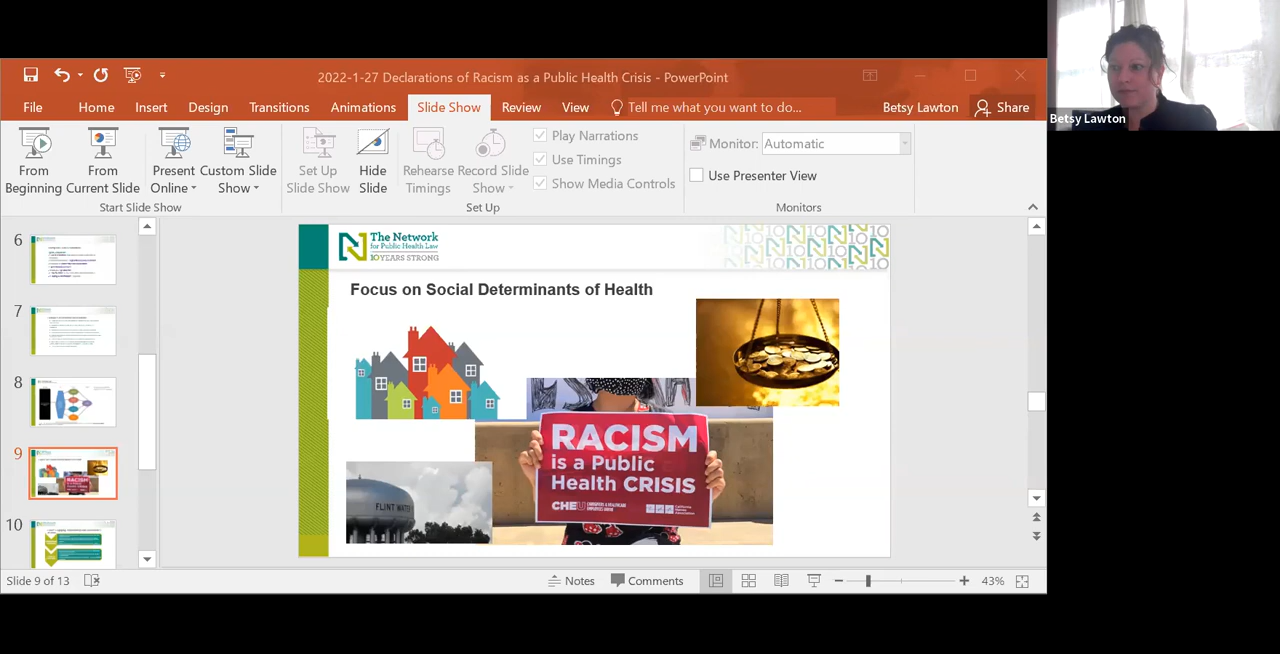 2022-1-27 Declarations of Racism as a Public Health Crisis - PowerPoint
File Home Insert Design Transitions Animations Slide Show Review View Tell me what you want to do... Betsy Lawton Share
From Beginning
From Current Slide
Present Online
Custom Slide Show
Set Up Slide Show
Hide Slide
Rehearse Timings
Record Slide Show
Play Narrations
Use Timings
Show Media Controls
Monitor: Automatic
Use Presenter View
Start Slide Show
Set Up
Monitors
Betsy Lawton
6
7
8
9
10
The Network
for Public Health Law
10 YEARS STRONG
Focus on Social Determinants of Health
FLINT WATE
RACISM
is a Public
Health CRISIS
CHEU
Slide 9 of 13
Notes
Comments
43%